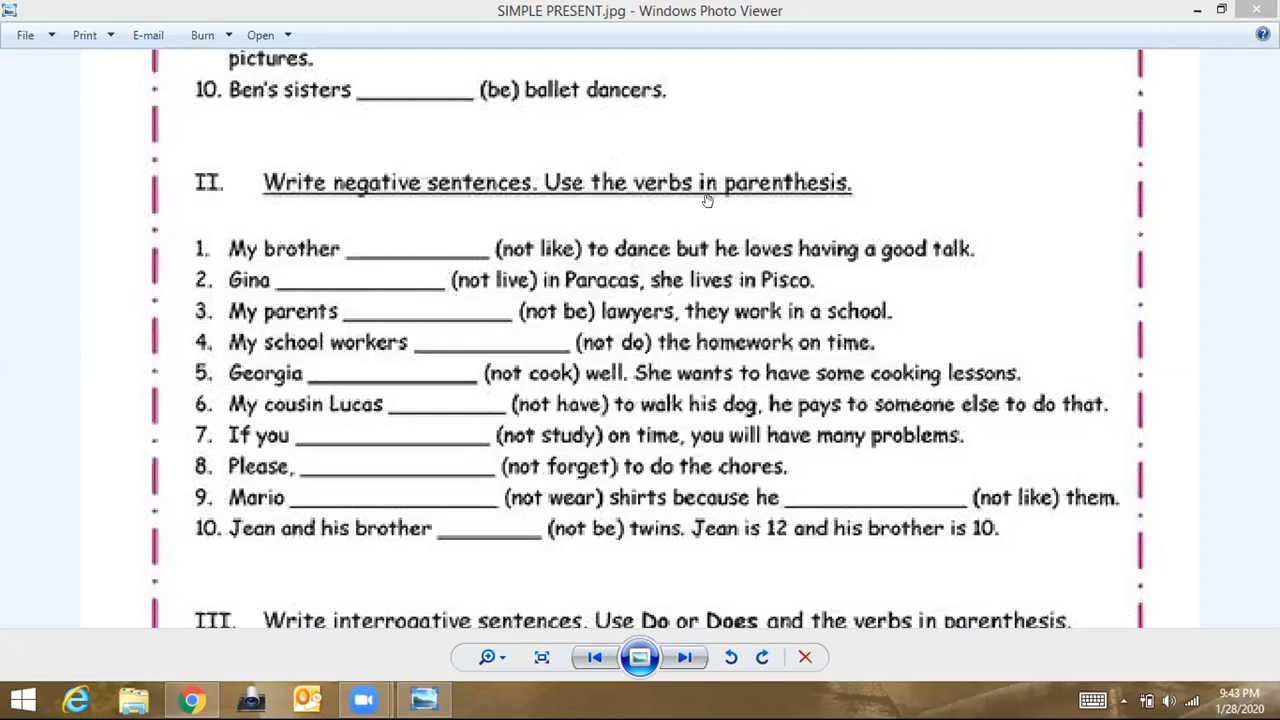 SIMPLE PRESENT.jpg - Windows Photo Viewer
File Print E-mail Burn Open
pictures.
10. Ben's sisters __________ (be) ballet dancers.
II. Write negative sentences. Use the verbs in parenthesis.
1. My brother ____________ (not like) to dance but he loves having a good talk.
2. Gina ______________ (not live) in Paracas, she lives in Pisco.
3. My parents ______________ (not be) lawyers, they work in a school.
4. My school workers _____________ (not do) the homework on time.
5. Georgia ______________ (not cook) well. She wants to have some cooking lessons.
6. My cousin Lucas __________ (not have) to walk his dog, he pays to someone else to do that.
7. If you ________________ (not study) on time, you will have many problems.
8. Please, ________________ (not forget) to do the chores.
9. Mario _________________ (not wear) shirts because he _______________ (not like) them.
10. Jean and his brother _________ (not be) twins. Jean is 12 and his brother is 10.
III. Write interrogative sentences. Use Do or Does and the verbs in parenthesis.
9:43 PM
1/28/2020